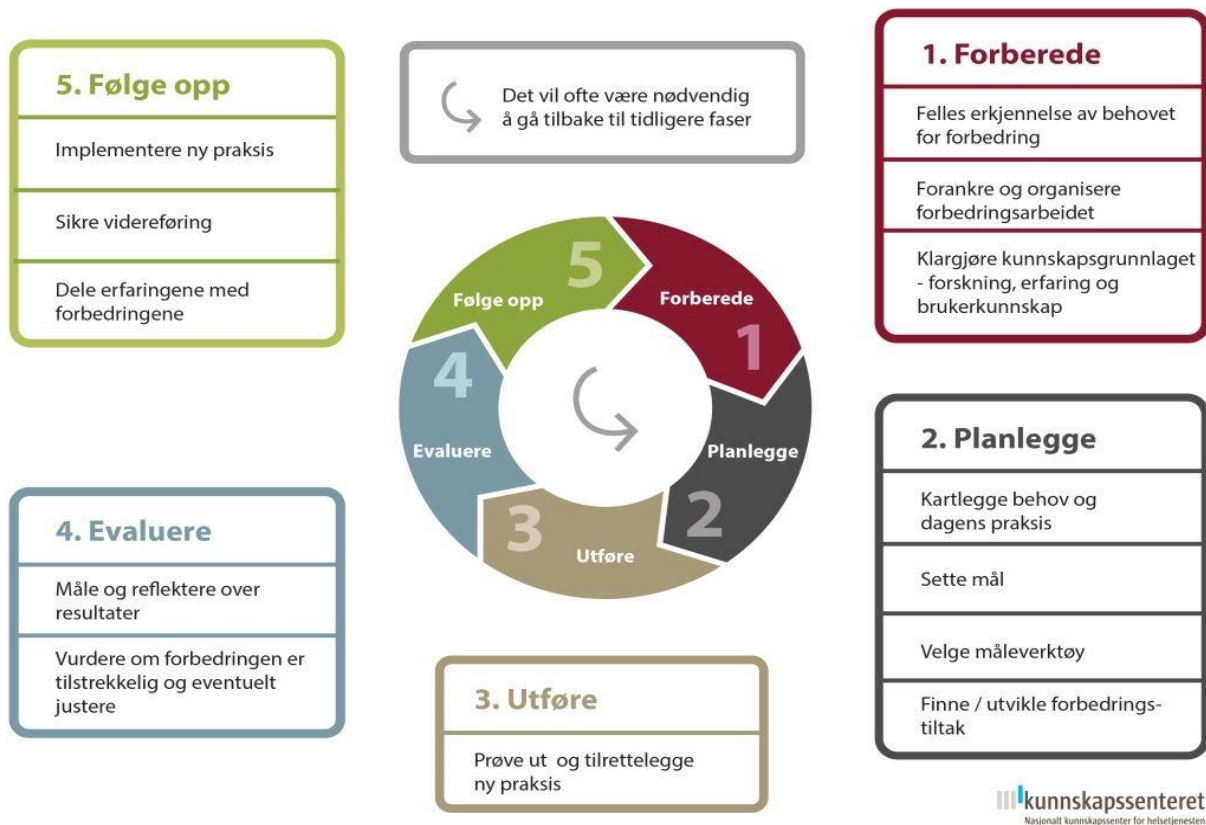 1. Forberede
Felles erkjennelse av behovet
for forbedring
Forankre og organisere
forbedringsarbeidet
Klargjøre kunnskapsgrunnlaget
- forskning, erfaring og
brukerkunnskap
2. Planlegge
Kartlegge behov og
dagens praksis
Sette mål
Velge måleverktøy
Finne / utvikle forbedrings-
tiltak
3. Utføre
Prøve ut og tilrettelegge
ny praksis
4. Evaluere
Måle og reflektere over
resultater
Vurdere om forbedringen er
tilstrekkelig og eventuelt
justere
5. Følge opp
Implementere ny praksis
Sikre videreføring
Dele erfaringene med
forbedringene
Det vil ofte være nødvendig
å gå tilbake til tidligere faser
Forberede
1
Planlegge
2
3
Utføre
4
Evaluere
5
Følge opp
kunnskapssenteret
Nasjonalt kunnskapssenter for helsetjenesten